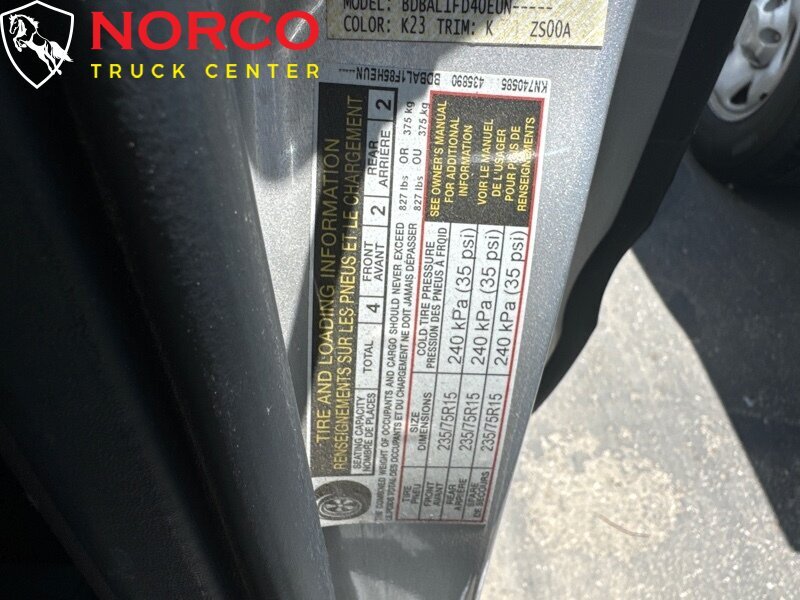 NORCO
TRUCK CENTER
MODEL: BDBALIFD40EUN-----
COLOR: K23 TRIM: K ZS00A
KN740585 435890 BDBAL1F86HEUN-----
TIRE AND LOADING INFORMATION
RENSEIGNEMENTS SUR LES PNEUS ET LE CHARGEMENT
SEATING CAPACITY
NOMBRE DE PLACES
TOTAL 4
FRONT
AVANT 2
REAR
ARRIÈRE 2
COMBINED WEIGHT OF OCCUPANTS AND CARGO SHOULD NEVER EXCEED 827 lbs OR 375 kg
TOTAL DES OCCUPANTS ET DU CHARGEMENT NE DOIT JAMAIS DÉPASSER 827 lbs OU 375 kg
TIRE
PNEU
SIZE
DIMENSIONS
COLD TIRE PRESSURE
PRESSION DES PNEUS À FROID
FRONT
AVANT
235/75R15
240 kPa (35 psi)
REAR
ARRIÈRE
235/75R15
240 kPa (35 psi)
SPARE
DE SECOURS
235/75R15
240 kPa (35 psi)
SEE OWNER'S MANUAL
FOR ADDITIONAL
INFORMATION
VOIR LE MANUEL
DE L'USAGER
POUR PLUS DE
RENSEIGNEMENTS